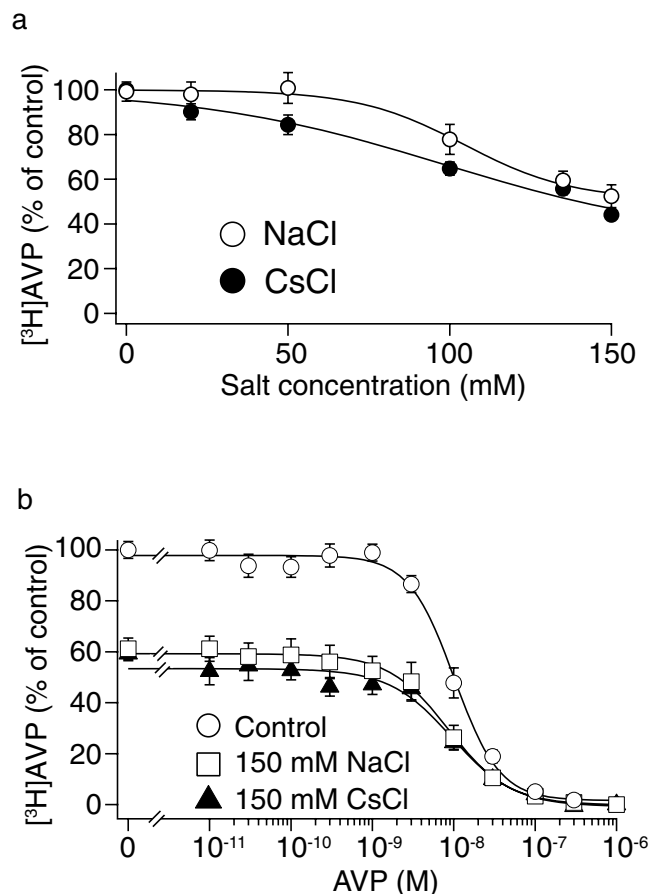 a
[³H]AVP (% of control)
100
80
60
40
20
0
NaCl
CsCl
0 50 100 150
Salt concentration (mM)
b
[³H]AVP (% of control)
100
80
60
40
20
0
Control
150 mM NaCl
150 mM CsCl
0 10⁻¹¹ 10⁻¹⁰ 10⁻⁹ 10⁻⁸ 10⁻⁷ 10⁻⁶
AVP (M)